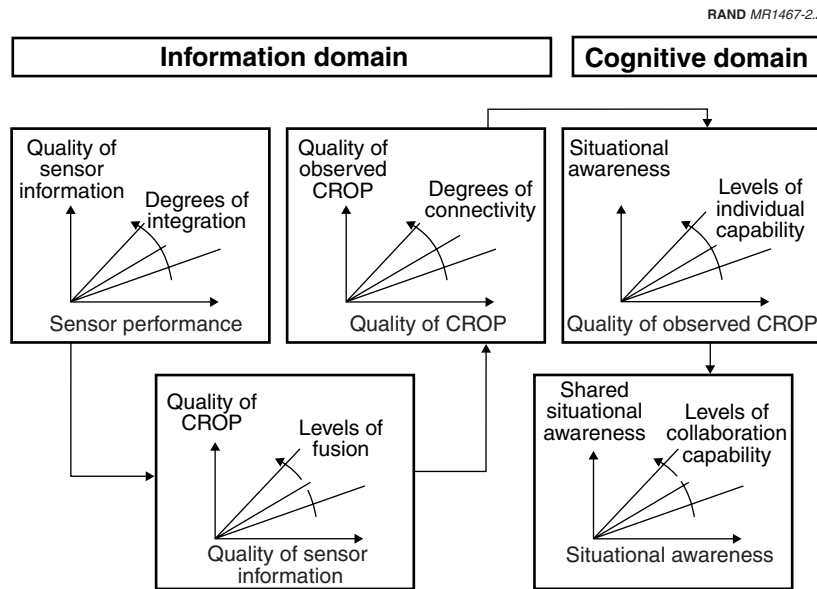 RAND MR1467-2.
Information domain
Cognitive domain
Quality of
sensor
information
Degrees of
integration
Sensor performance
Quality of
observed
CROP
Degrees of
connectivity
Quality of CROP
Situational
awareness
Levels of
individual
capability
Quality of observed CROP
Quality of
CROP
Levels of
fusion
Quality of sensor
information
Shared
situational
awareness
Levels of
collaboration
capability
Situational awareness